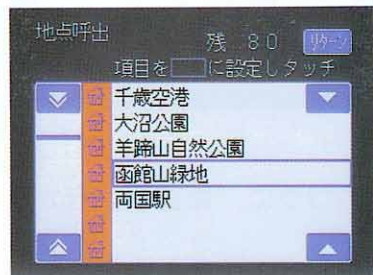 地点呼出
残 80 リターン
項目を に設定しタッチ
千歳空港
大沼公園
羊蹄山自然公園
函館山緑地
両国駅